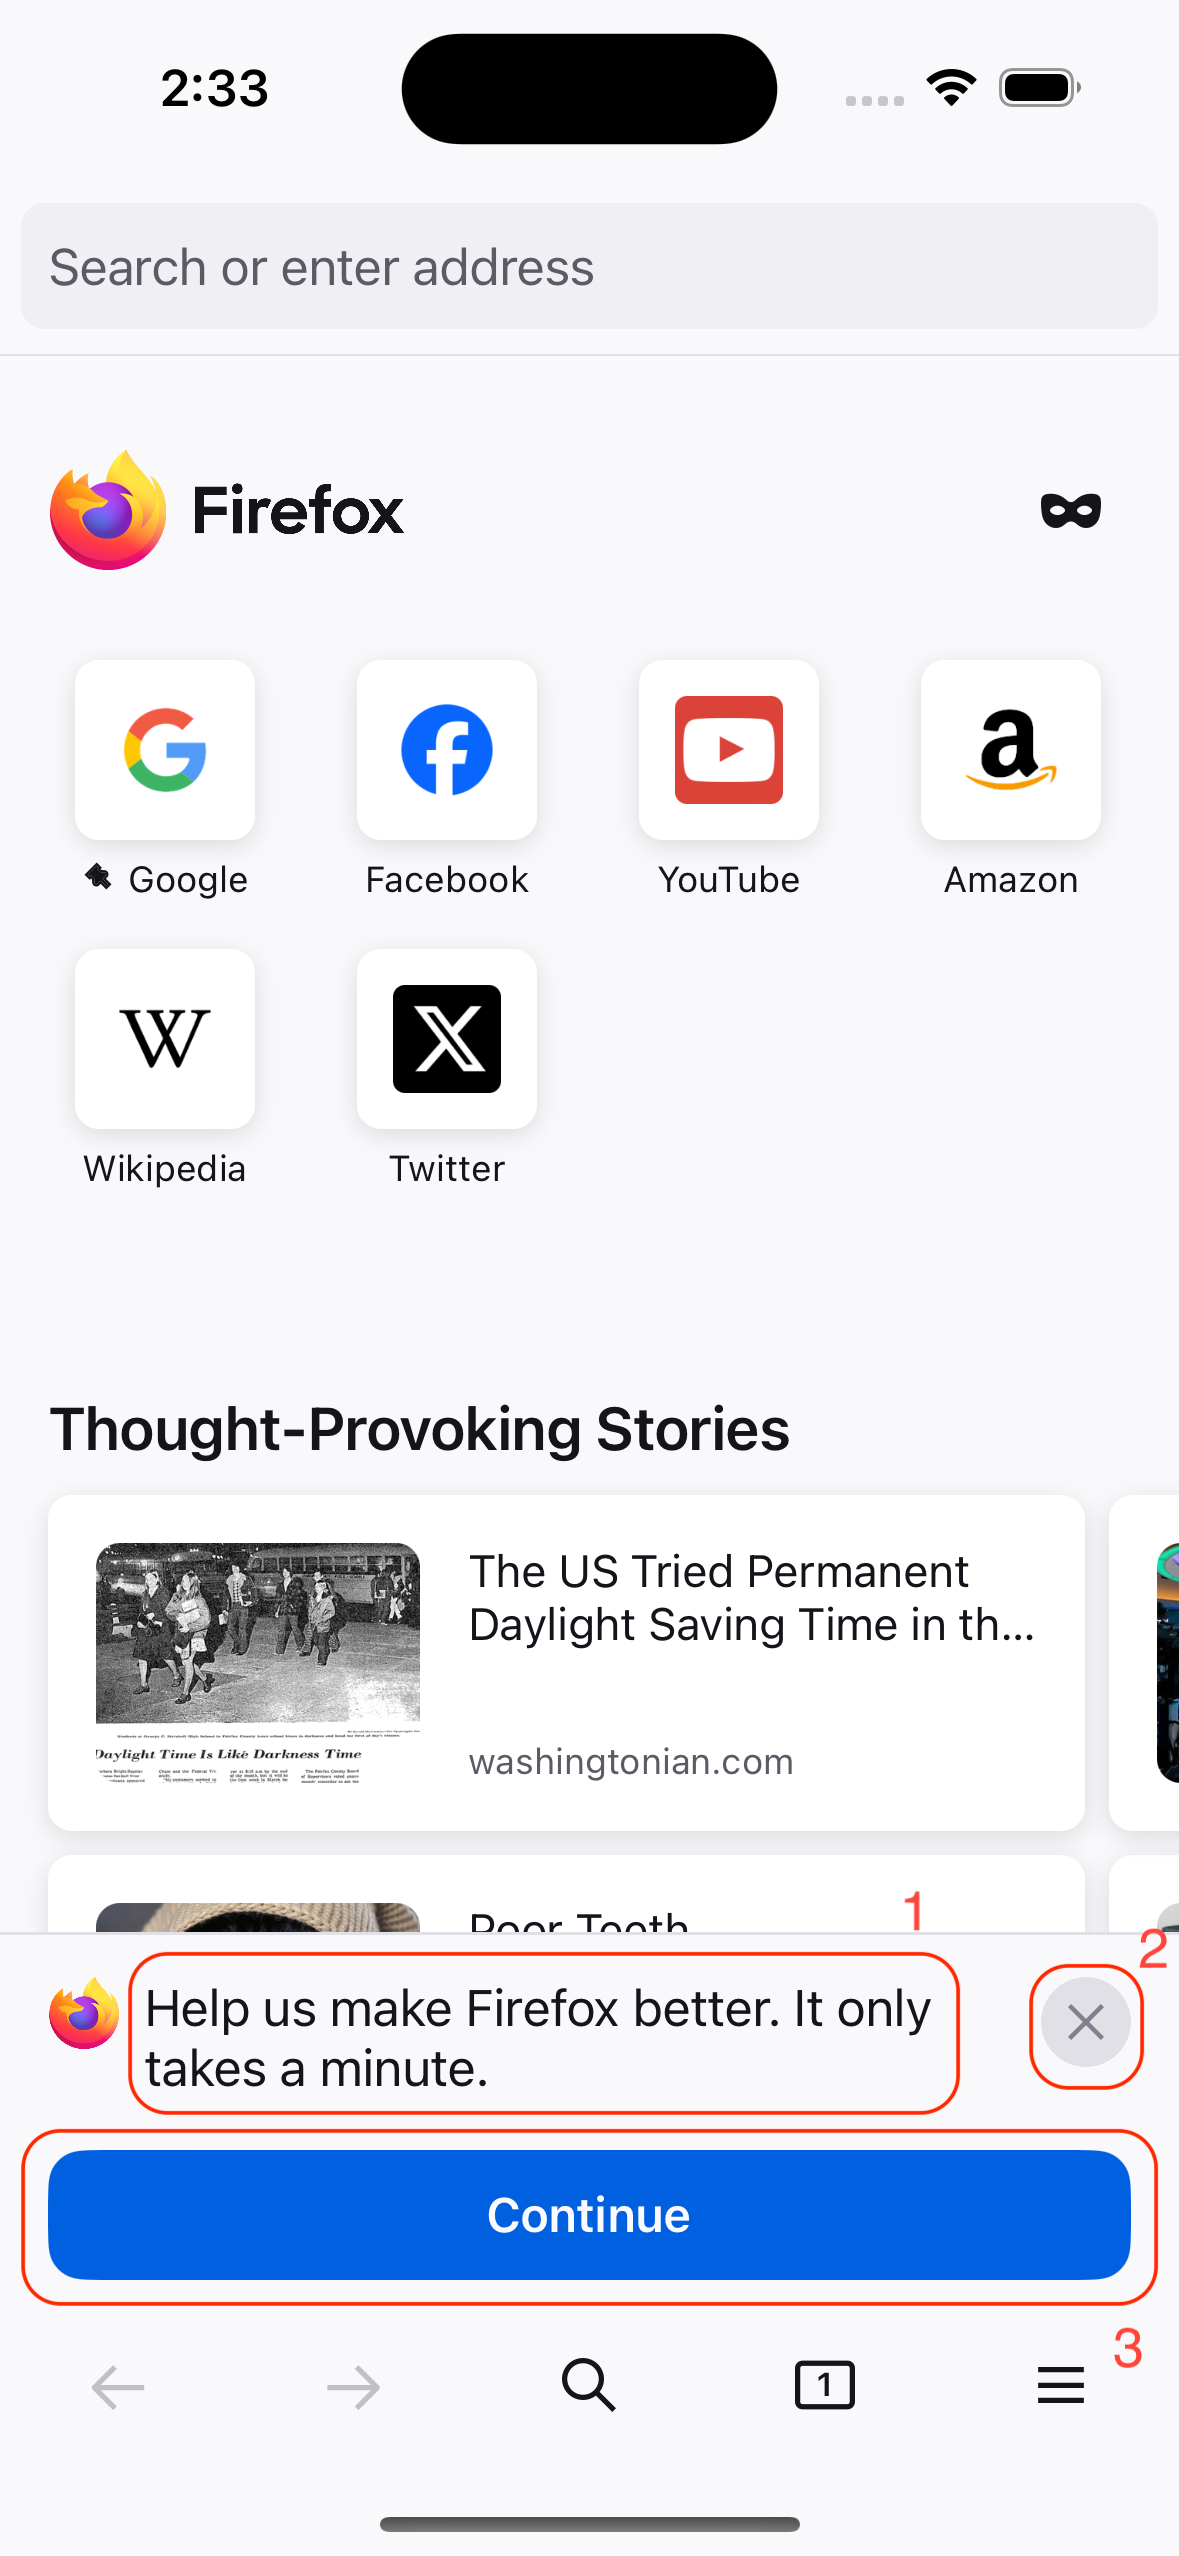 2:33
Search or enter address
Firefox
Google
Facebook
YouTube
Amazon
Wikipedia
Twitter
Thought-Provoking Stories
The US Tried Permanent
Daylight Saving Time in th...
Daylight Time Is Like Darkness Time
washingtonian.com
Poor Teeth
1
2
Help us make Firefox better. It only
takes a minute.
Continue
3
1